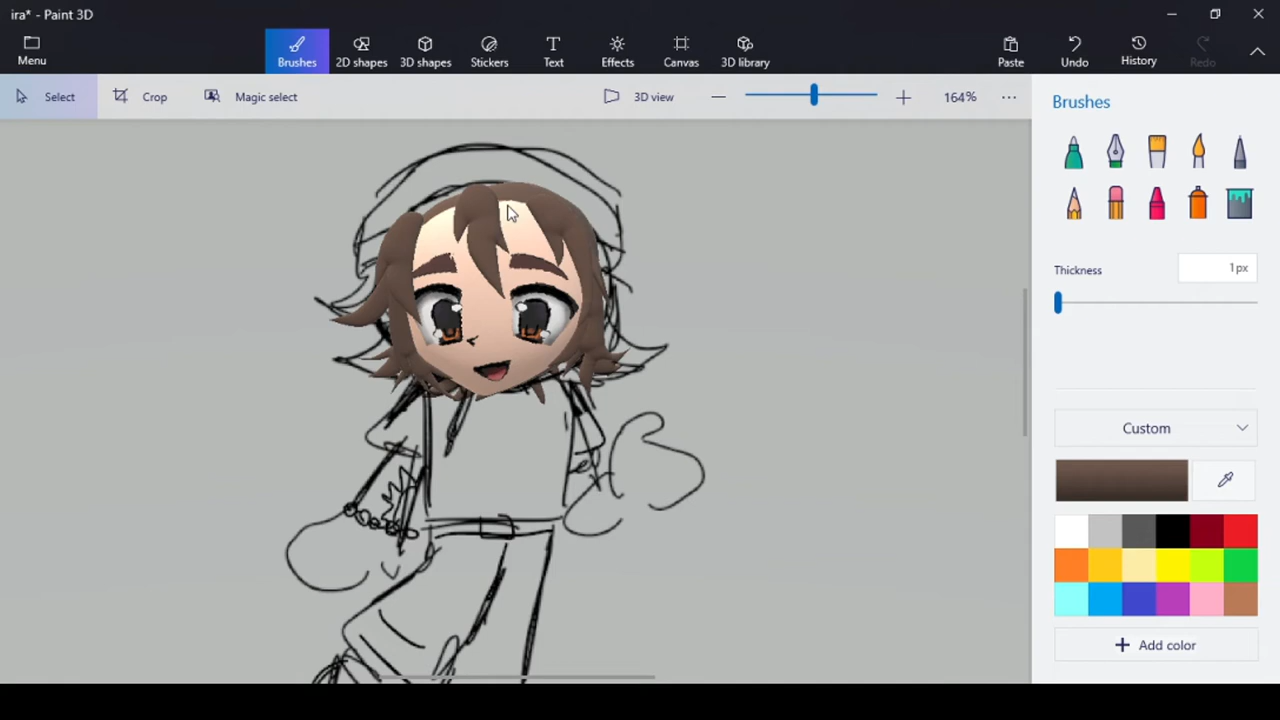 ira* - Paint 3D
Menu
Brushes
2D shapes
3D shapes
Stickers
Text
Effects
Canvas
3D library
Paste
Undo
History
Redo
Select
Crop
Magic select
3D view
164%
Brushes
Thickness
1px
Custom
Add color